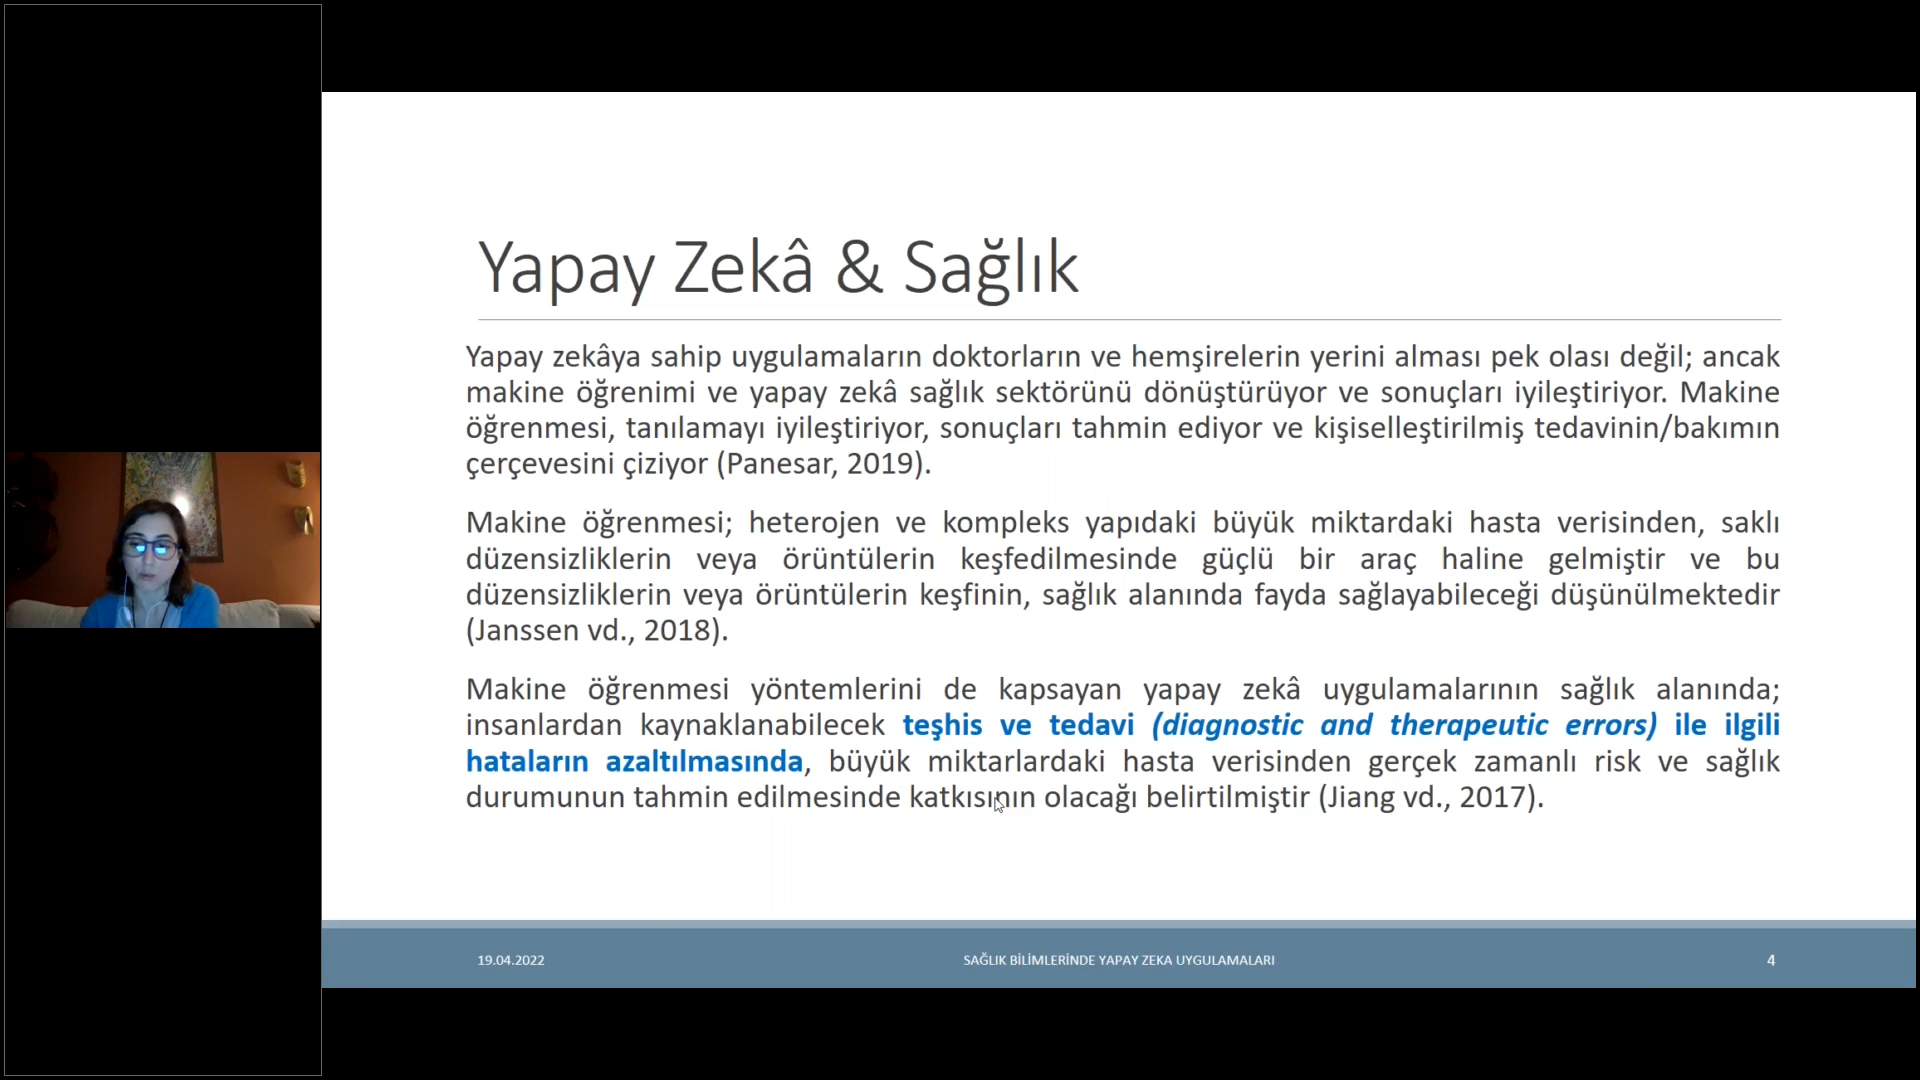 Yapay Zekâ & Sağlık
Yapay zekâya sahip uygulamaların doktorların ve hemşirelerin yerini alması pek olası değil; ancak
makine öğrenimi ve yapay zekâ sağlık sektörünü dönüştürüyor ve sonuçları iyileştiriyor. Makine
öğrenmesi, tanılamayı iyileştiriyor, sonuçları tahmin ediyor ve kişiselleştirilmiş tedavinin/bakımın
çerçevesini çiziyor (Panesar, 2019).
Makine öğrenmesi; heterojen ve kompleks yapıdaki büyük miktardaki hasta verisinden, saklı
düzensizliklerin veya örüntülerin keşfedilmesinde güçlü bir araç haline gelmiştir ve bu
düzensizliklerin veya örüntülerin keşfinin, sağlık alanında fayda sağlayabileceği düşünülmektedir
(Janssen vd., 2018).
Makine öğrenmesi yöntemlerini de kapsayan yapay zekâ uygulamalarının sağlık alanında;
insanlardan kaynaklanabilecek teşhis ve tedavi (diagnostic and therapeutic errors) ile ilgili
hataların azaltılmasında, büyük miktarlardaki hasta verisinden gerçek zamanlı risk ve sağlık
durumunun tahmin edilmesinde katkısının olacağı belirtilmiştir (Jiang vd., 2017).
19.04.2022
SAĞLIK BİLİMLERİNDE YAPAY ZEKA UYGULAMALARI
4